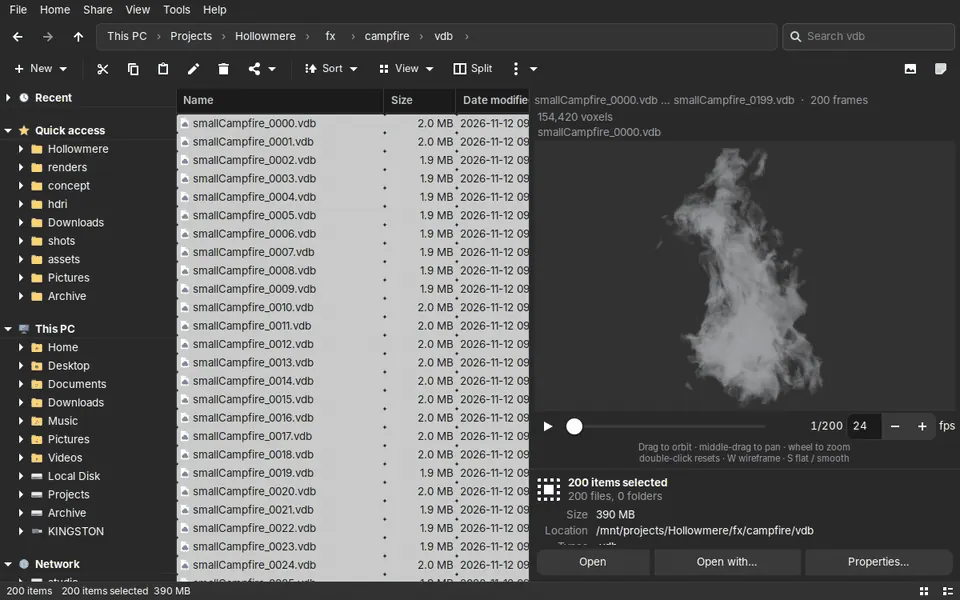 File Home Share View Tools Help
This PC › Projects › Hollowmere › fx › campfire › vdb ›
Search vdb
New Sort View Split
Recent
Quick access
Hollowmere
renders
concept
hdri
Downloads
shots
assets
Pictures
Archive
This PC
Home
Desktop
Documents
Downloads
Music
Pictures
Videos
Local Disk
Projects
Archive
KINGSTON
Network
Name Size Date modifie
smallCampfire_0000.vdb 2.0 MB 2026-11-12 09
smallCampfire_0001.vdb 2.0 MB 2026-11-12 09
smallCampfire_0002.vdb 1.9 MB 2026-11-12 09
smallCampfire_0003.vdb 1.9 MB 2026-11-12 09
smallCampfire_0004.vdb 1.9 MB 2026-11-12 09
smallCampfire_0005.vdb 1.9 MB 2026-11-12 09
smallCampfire_0006.vdb 1.9 MB 2026-11-12 09
smallCampfire_0007.vdb 1.9 MB 2026-11-12 09
smallCampfire_0008.vdb 1.9 MB 2026-11-12 09
smallCampfire_0009.vdb 1.9 MB 2026-11-12 09
smallCampfire_0010.vdb 2.0 MB 2026-11-12 09
smallCampfire_0011.vdb 2.0 MB 2026-11-12 09
smallCampfire_0012.vdb 2.0 MB 2026-11-12 09
smallCampfire_0013.vdb 2.0 MB 2026-11-12 09
smallCampfire_0014.vdb 2.0 MB 2026-11-12 09
smallCampfire_0015.vdb 2.0 MB 2026-11-12 09
smallCampfire_0016.vdb 2.0 MB 2026-11-12 09
smallCampfire_0017.vdb 2.0 MB 2026-11-12 09
smallCampfire_0018.vdb 2.0 MB 2026-11-12 09
smallCampfire_0019.vdb 1.9 MB 2026-11-12 09
smallCampfire_0020.vdb 2.0 MB 2026-11-12 09
smallCampfire_0021.vdb 1.9 MB 2026-11-12 09
smallCampfire_0022.vdb 1.9 MB 2026-11-12 09
smallCampfire_0023.vdb 1.9 MB 2026-11-12 09
smallCampfire_0024.vdb 2.0 MB 2026-11-12 09
smallCampfire_0000.vdb ... smallCampfire_0199.vdb · 200 frames
154,420 voxels
smallCampfire_0000.vdb
1/200 24 − + fps
Drag to orbit · middle-drag to pan · wheel to zoom
double-click resets · W wireframe · S flat / smooth
200 items selected
200 files, 0 folders
Size 390 MB
Location /mnt/projects/Hollowmere/fx/campfire/vdb
Open Open with... Properties...
200 items 200 items selected 390 MB